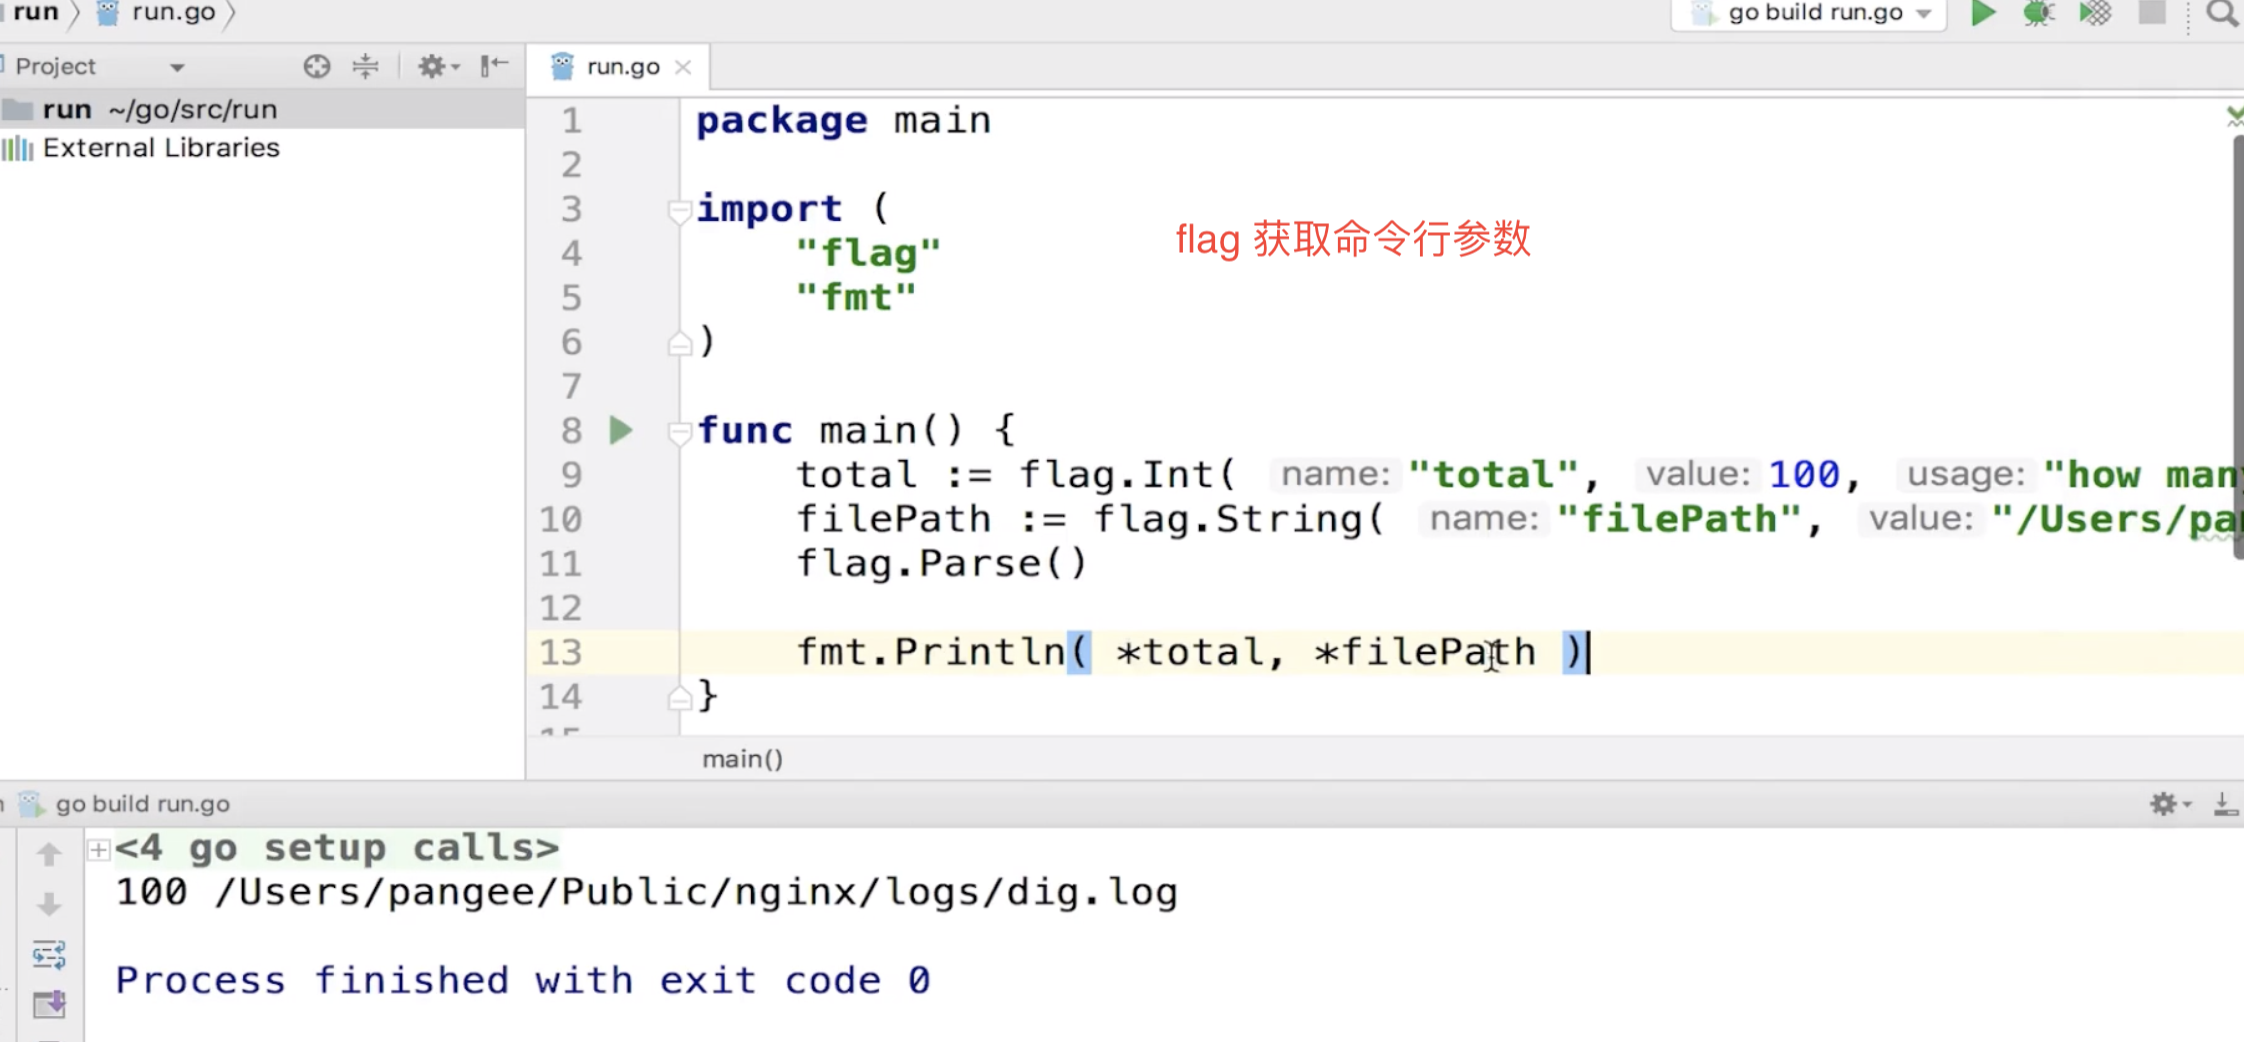 run
run.go
go build run.go
Project
run.go
run ~/go/src/run
External Libraries
1 package main
2
3 import (
flag 获取命令行参数
4 "flag"
5 "fmt"
6 )
7
8 func main() {
9 total := flag.Int( name: "total", value: 100, usage: "how man
10 filePath := flag.String( name: "filePath", value: "/Users/pa
11 flag.Parse()
12
13 fmt.Println( *total, *filePath )
14 }
main()
go build run.go
<4 go setup calls>
100 /Users/pangee/Public/nginx/logs/dig.log
Process finished with exit code 0